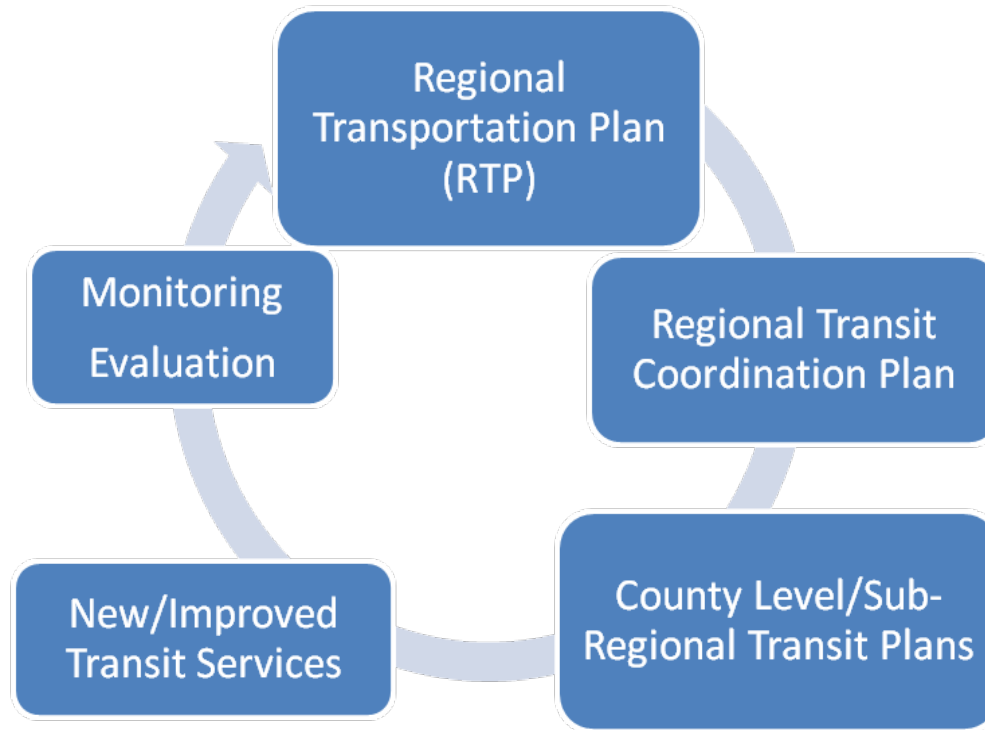 Regional
Transportation Plan
(RTP)
Regional Transit
Coordination Plan
County Level/Sub-
Regional Transit Plans
New/Improved
Transit Services
Monitoring
Evaluation